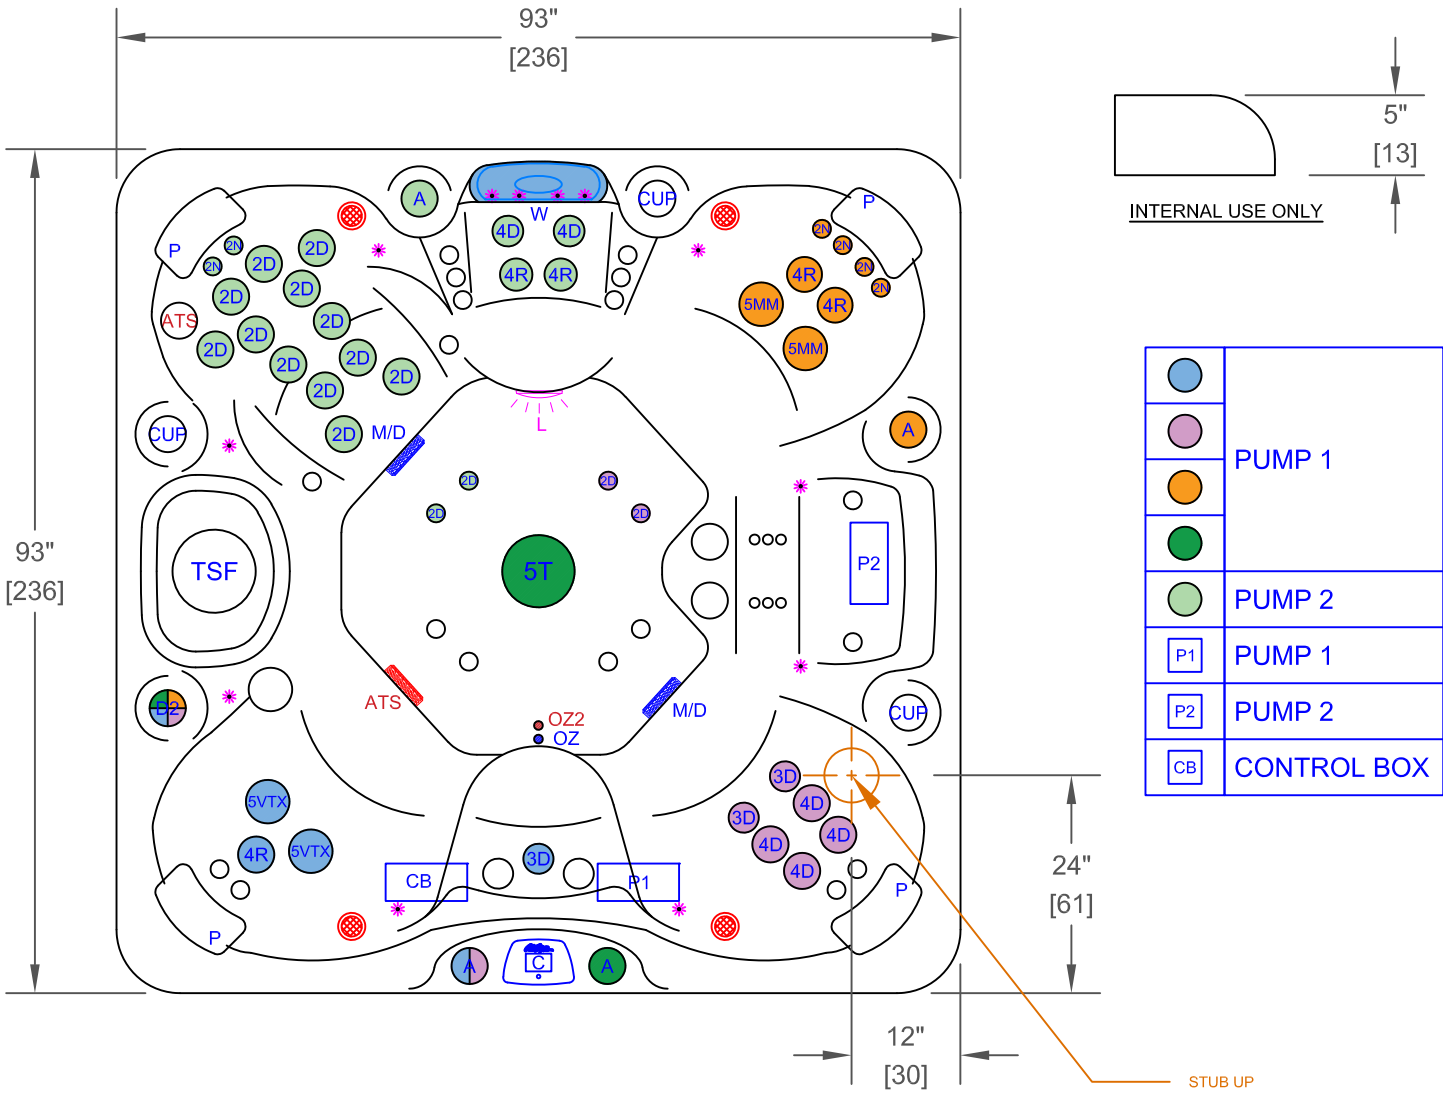 93"
[236]
5"
[13]
INTERNAL USE ONLY
A
CUP
P
P
W
4D
4D
2N
2D
2N
2D
2N
2N
2D
4R
4R
4R
2N
2N
2D
2D
5MM
4R
ATS
2D
2D
2D
2D
5MM
2D
2D
2D
2D
L
CUP
2D
M/D
A
PUMP 1
2D
2D
2D
2D
93"
[236]
TSF
5T
P2
PUMP 2
P1
PUMP 1
ATS
M/D
D2
OZ2
OZ
CUP
P2
PUMP 2
CB
CONTROL BOX
3D
5VTX
4D
3D
4D
4D
4R
5VTX
3D
4D
24"
[61]
CB
P1
P
P
A
C
A
12"
[30]
STUB UP